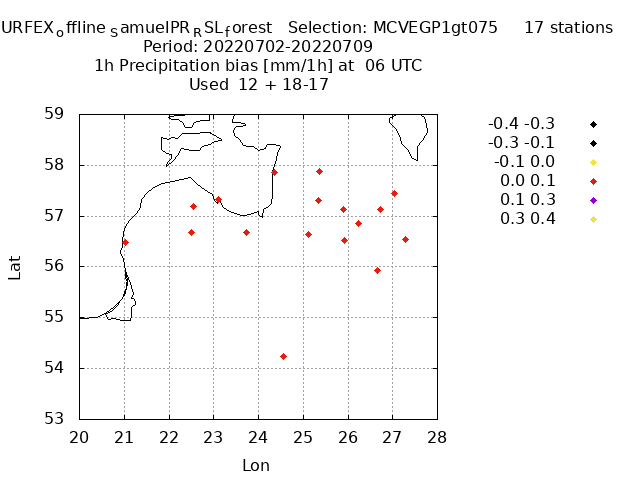 URFEXoffline SamuelPRRSLforest Selection: MCVEGP1gt075 17 stations
Period: 20220702-20220709
1h Precipitation bias [mm/1h] at 06 UTC
Used 12 + 18-17
59
58
57
56
55
54
53
Lat
20 21 22 23 24 25 26 27 28
Lon
-0.4 -0.3
-0.3 -0.1
-0.1 0.0
0.0 0.1
0.1 0.3
0.3 0.4